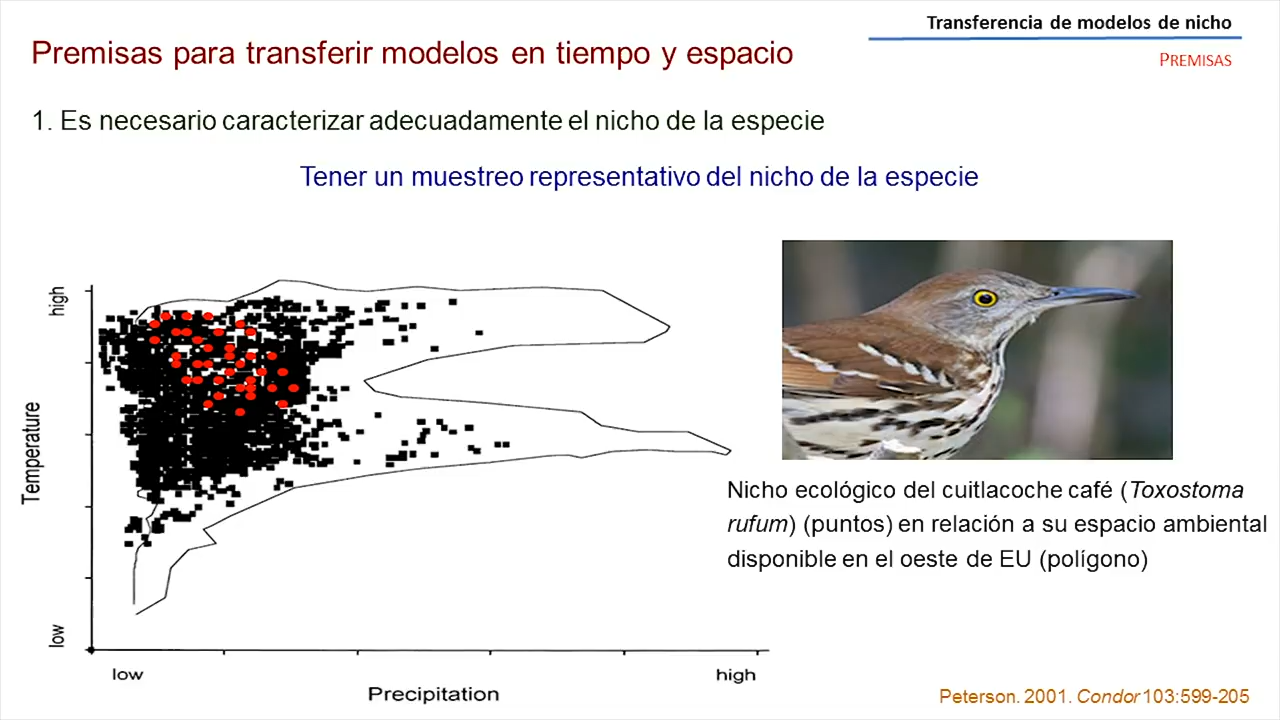 Transferencia de modelos de nicho
PREMISAS
Premisas para transferir modelos en tiempo y espacio
1. Es necesario caracterizar adecuadamente el nicho de la especie
Tener un muestreo representativo del nicho de la especie
high
Temperature
low
low
high
Precipitation
Nicho ecológico del cuitlacoche café (Toxostoma
rufum) (puntos) en relación a su espacio ambiental
disponible en el oeste de EU (polígono)
Peterson. 2001. Condor 103:599-205